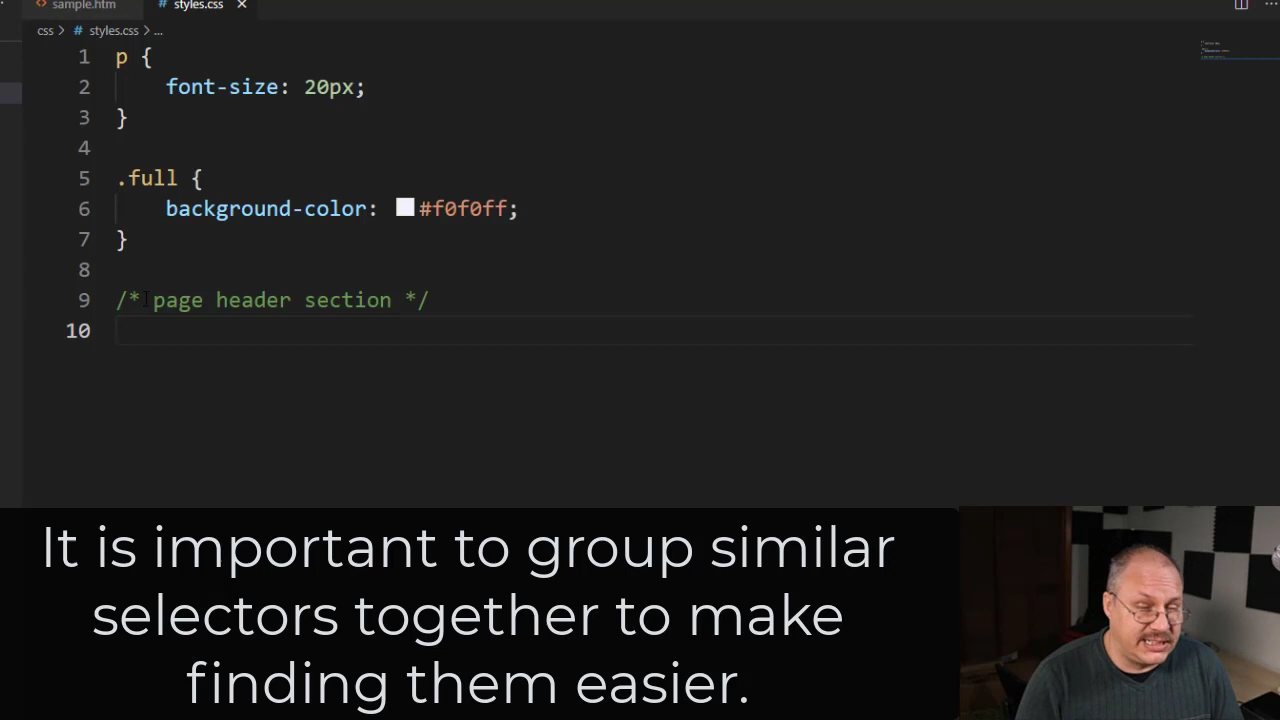 sample.htm # styles.css ×
css > # styles.css > ...
1 p {
2 font-size: 20px;
3 }
4
5 .full {
6 background-color: #f0f0ff;
7 }
8
9 /* page header section */
10
It is important to group similar
selectors together to make
finding them easier.